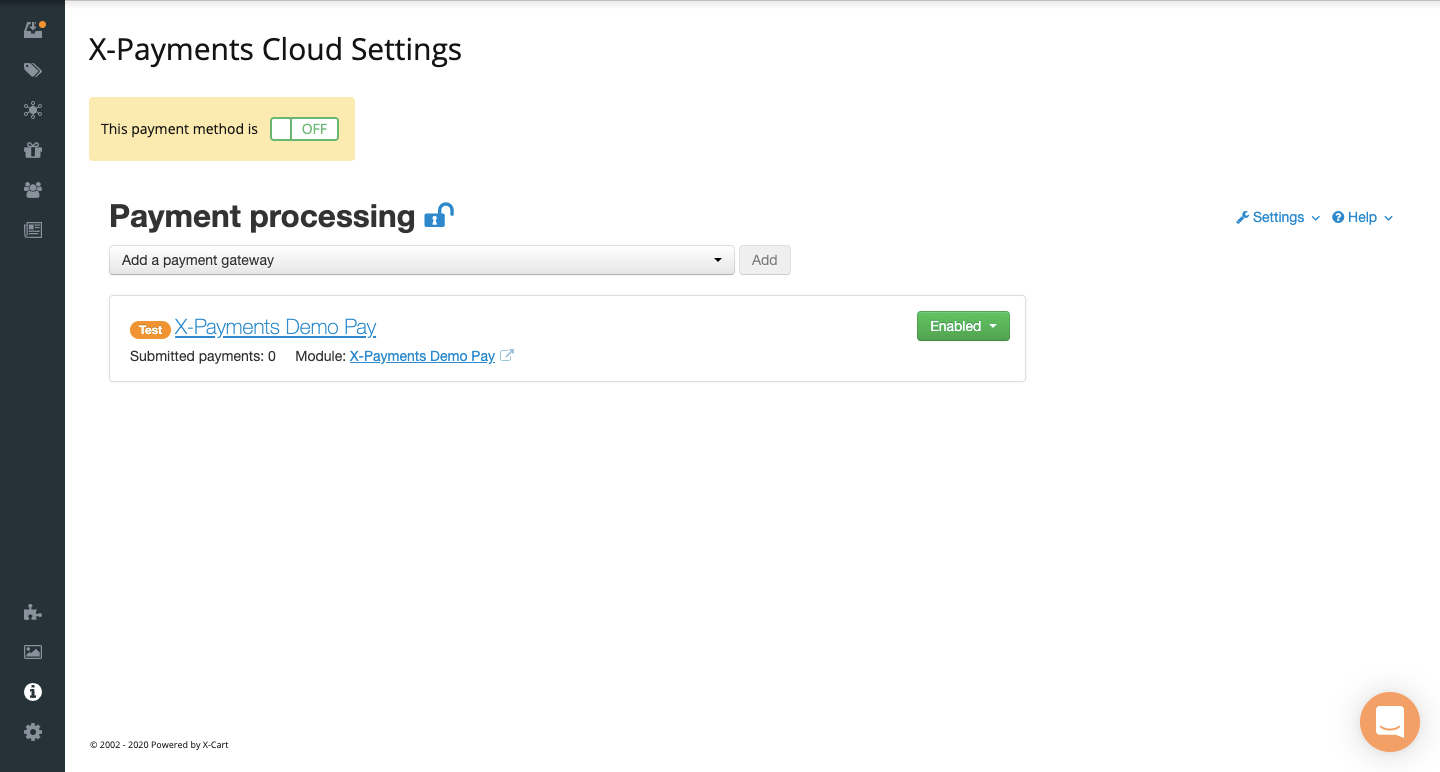 X-Payments Cloud Settings
This payment method is OFF
Payment processing
Settings Help
Add a payment gateway Add
Test X-Payments Demo Pay Enabled
Submitted payments: 0 Module: X-Payments Demo Pay
© 2002 - 2020 Powered by X-Cart